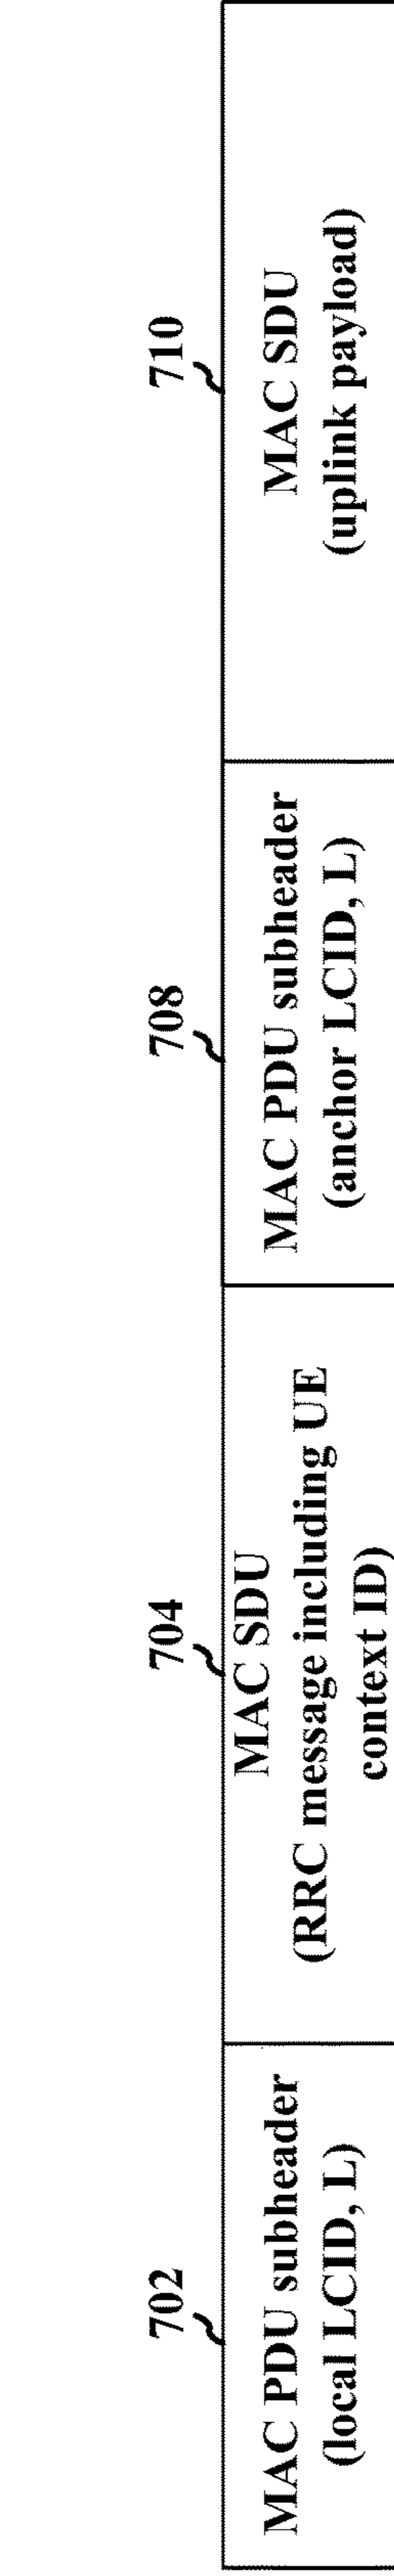 702
MAC PDU subheader
(local LCID, L)
704
MAC SDU
(RRC message including UE
context ID)
708
MAC PDU subheader
(anchor LCID, L)
710
MAC SDU
(uplink payload)